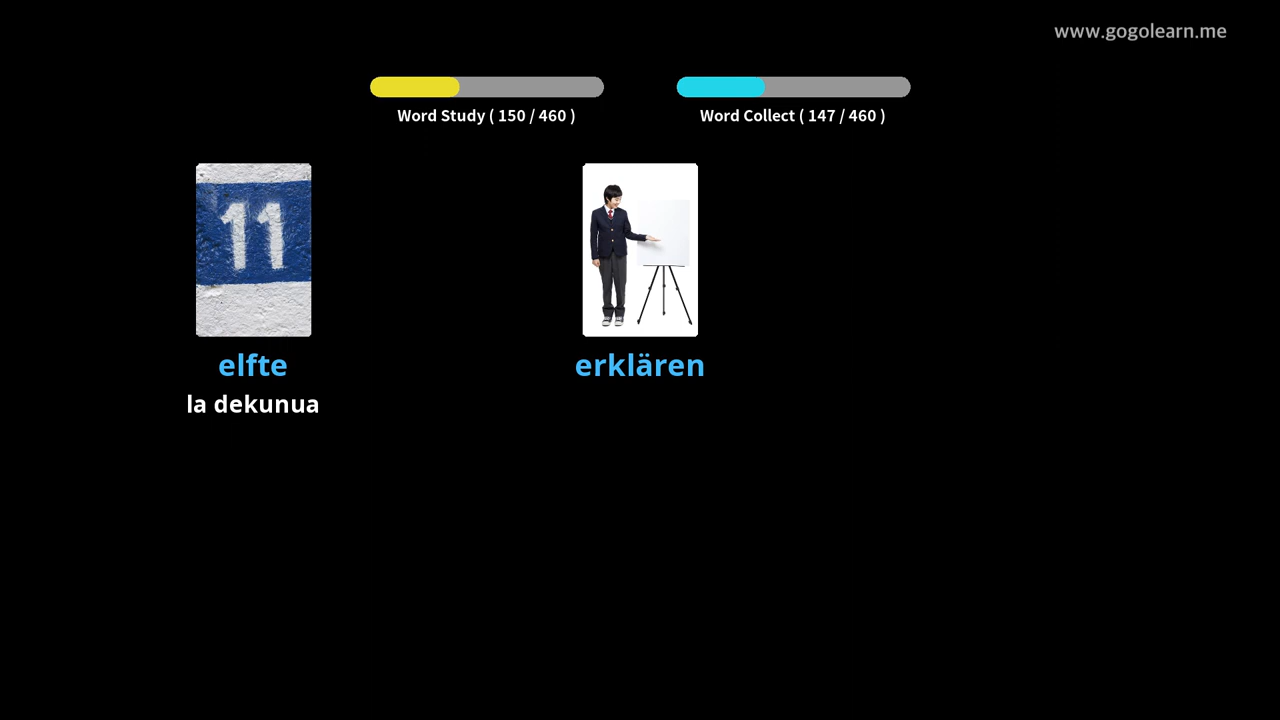 www.gogolearn.me
Word Study ( 150 / 460 )
Word Collect ( 147 / 460 )
11
elfte
erklären
la dekunua